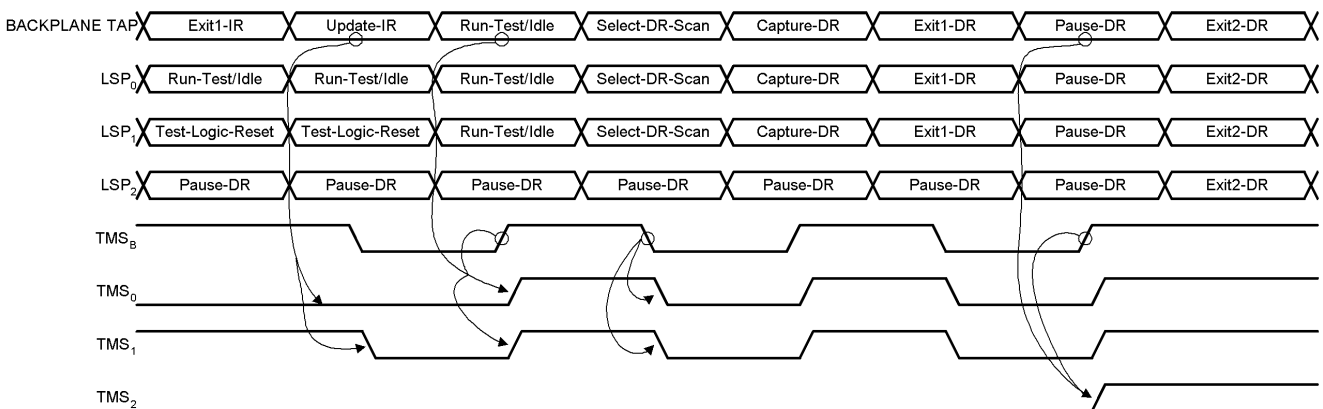 BACKPLANE TAP Exit1-IR Update-IR Run-Test/Idle Select-DR-Scan Capture-DR Exit1-DR Pause-DR Exit2-DR
LSP0 Run-Test/Idle Run-Test/Idle Run-Test/Idle Select-DR-Scan Capture-DR Exit1-DR Pause-DR Exit2-DR
LSP1 Test-Logic-Reset Test-Logic-Reset Run-Test/Idle Select-DR-Scan Capture-DR Exit1-DR Pause-DR Exit2-DR
LSP2 Pause-DR Pause-DR Pause-DR Pause-DR Pause-DR Pause-DR Pause-DR Exit2-DR
TMSB
TMS0
TMS1
TMS2